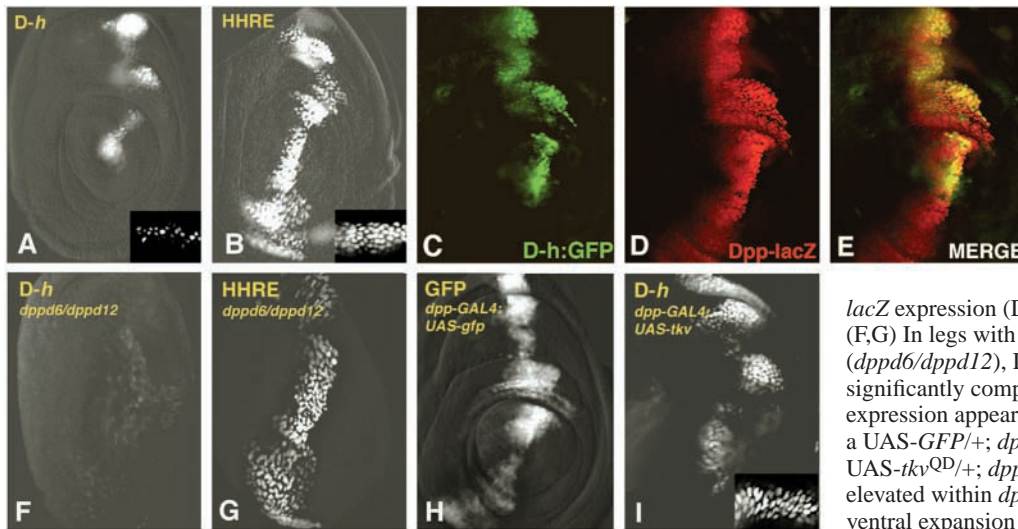 D-h
A
HHRE
B
C
D-h:GFP
D
Dpp-lacZ
E
MERGE
D-h
dppd6/dppd12
F
HHRE
dppd6/dppd12
G
GFP
dpp-GAL4;
UAS-gfp
H
D-h
dpp-GAL4;
UAS-tkv
I
lacZ expression (D
(F,G) In legs with
(dppd6/dppd12),
significantly comp
expression appear
a UAS-GFP/+; dp
UAS-tkvQD/+; dpp
elevated within dp
ventral expansion